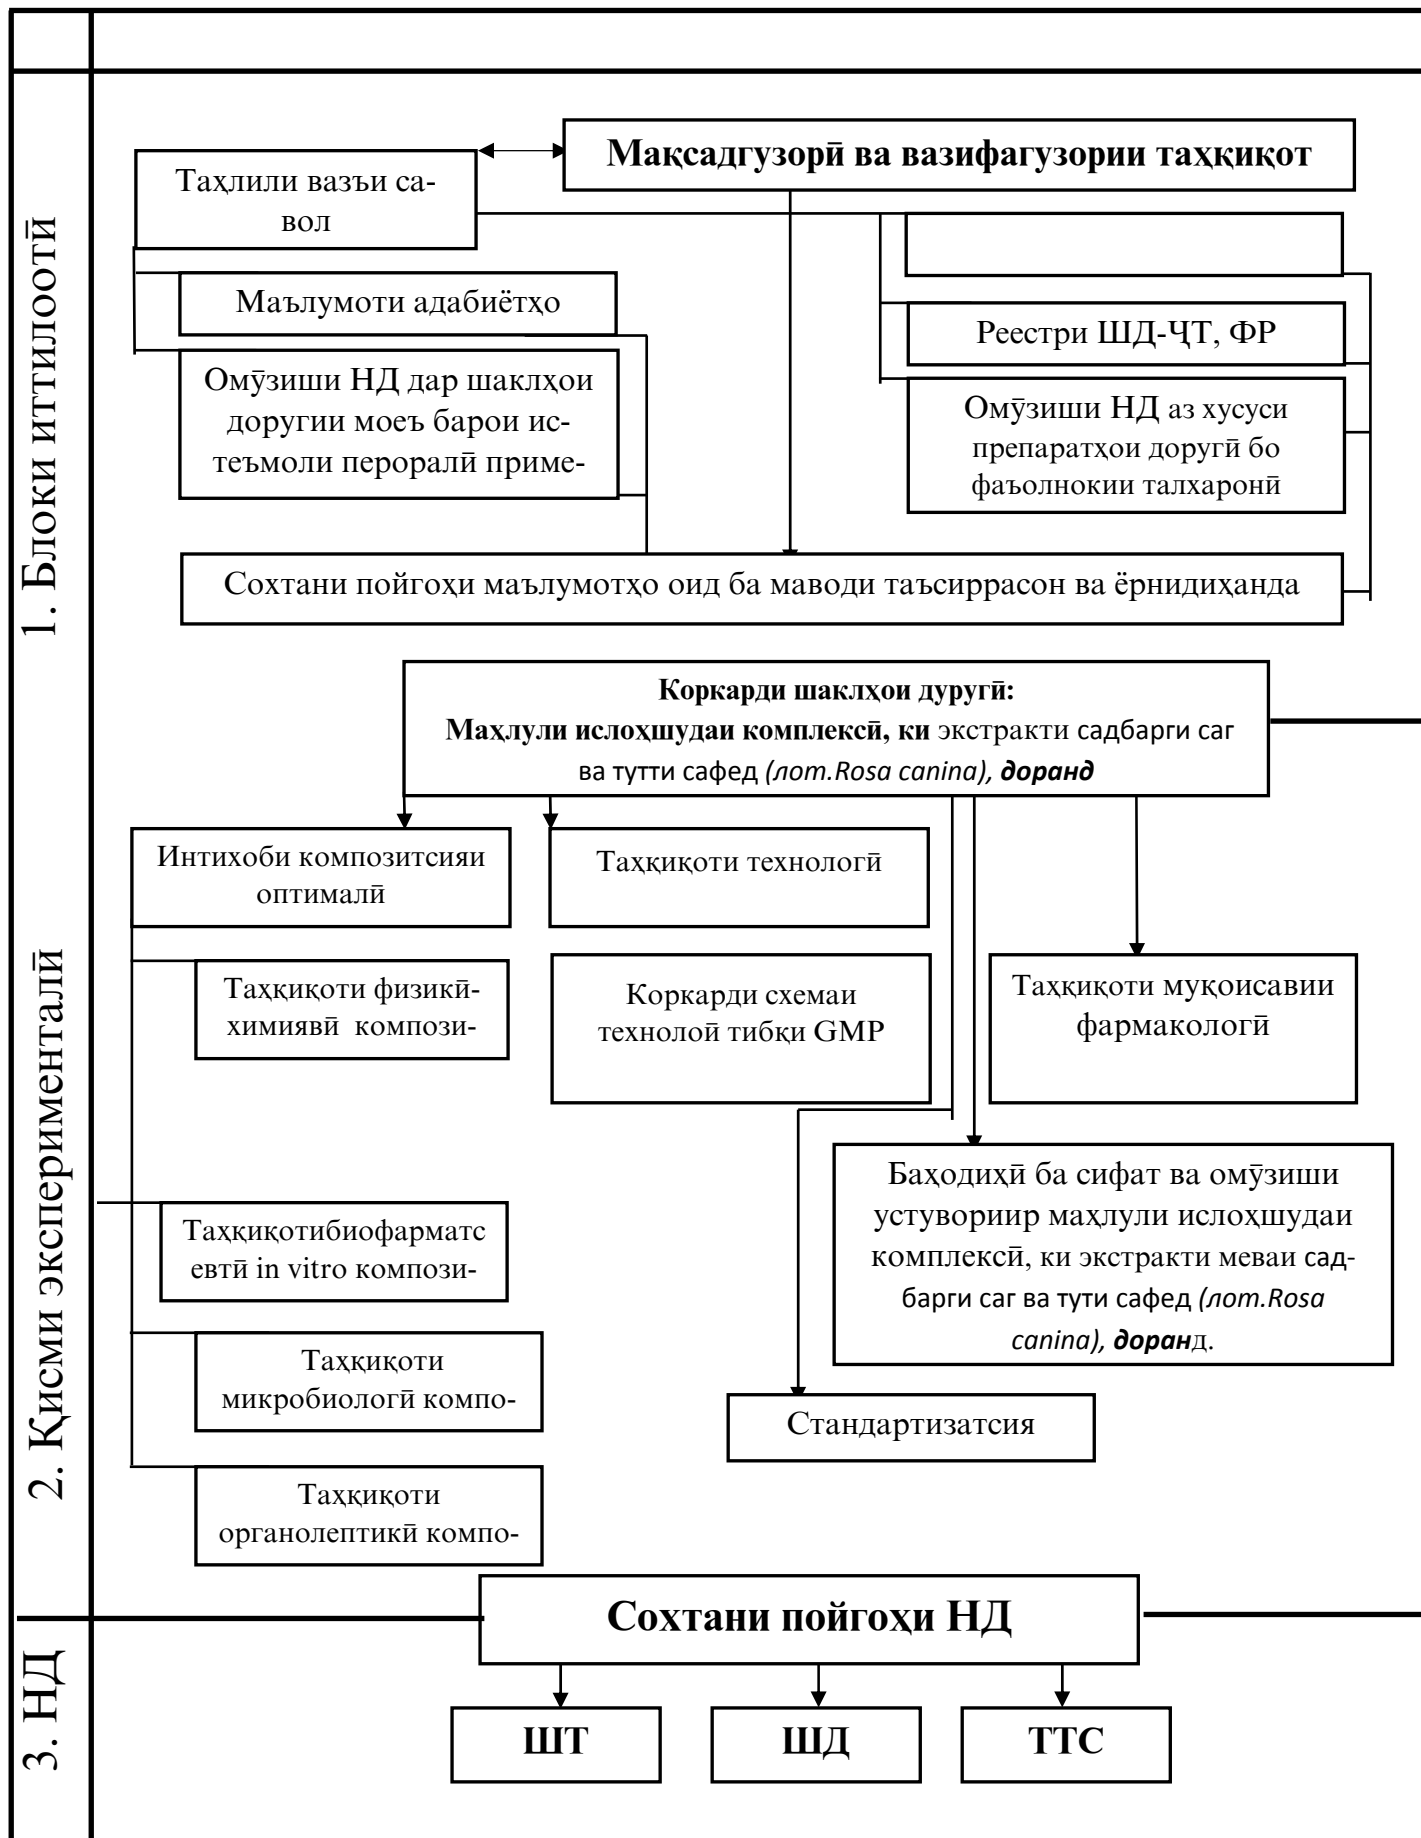 1. Блоки иттилоотӣ
Мақсадгузорӣ ва вазифагузории таҳқиқот
Таҳлили вазъи са-
вол
Маълумоти адабиётҳо
Реестри ШД-ҶТ, ФР
Омӯзиши НД дар шаклҳои
доругии моеъ барои ис-
теъмоли пероралӣ приме-
Омӯзиши НД аз хусуси
препаратҳои доругӣ бо
фаъолнокии талхаронӣ
Сохтани пойгоҳи маълумотҳо оид ба маводи таъсиррасон ва ёрнидиҳанда
2. Қисми эксперименталӣ
Коркарди шаклҳои дуругӣ:
Маҳлули ислоҳшудаи комплексӣ, ки экстракти садбарги саг
ва тутти сафед (лот.Rosa canina), доранд
Интихоби композитсияи
оптималӣ
Таҳқиқоти технологӣ
Таҳқиқоти физикӣ-
химиявӣ компози-
Коркарди схемаи
технолоӣ тибқи GMP
Таҳқиқоти муқоисавии
фармакологӣ
Таҳқиқотибиофарматс
евтӣ in vitro компози-
Баҳодиҳӣ ба сифат ва омӯзиши
устувориир маҳлули ислоҳшудаи
комплексӣ, ки экстракти меваи сад-
барги саг ва тути сафед (лот.Rosa
canina), доранд.
Таҳқиқоти
микробиологӣ компо-
Стандартизатсия
Таҳқиқоти
органолептикӣ компо-
3. НД
Сохтани пойгоҳи НД
ШТ
ШД
ТТС